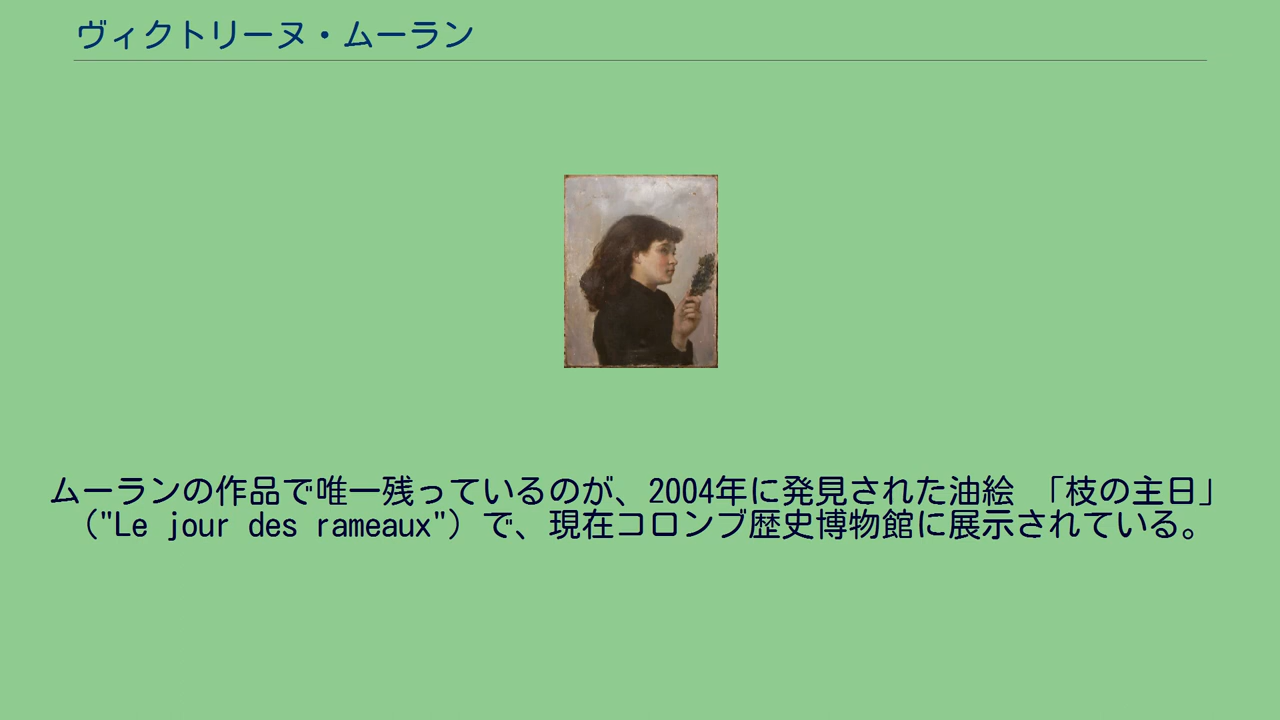 ヴィクトリーヌ・ムーラン
ムーランの作品で唯一残っているのが、2004年に発見された油絵 「枝の主日」
（"Le jour des rameaux"）で、現在コロンブ歴史博物館に展示されている。